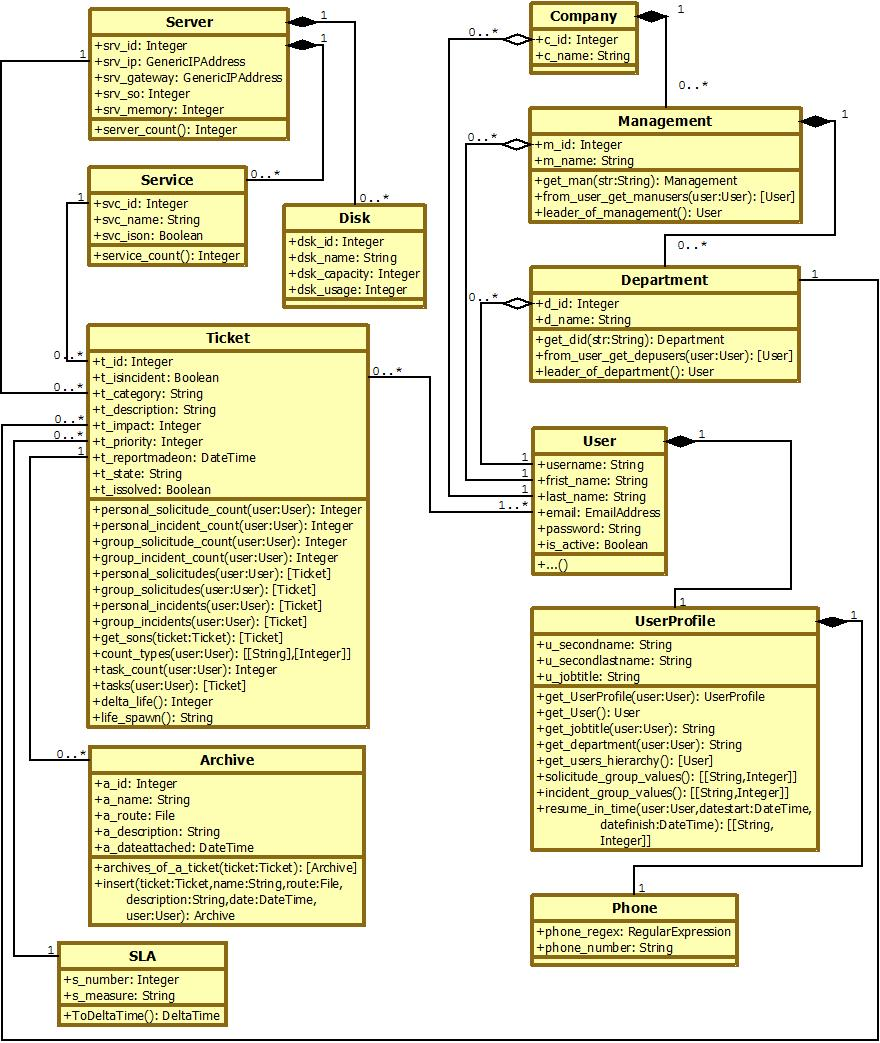 Server
+srv_id: Integer
+srv_ip: GenericIPAddress
+srv_gateway: GenericIPAddress
+srv_so: Integer
+srv_memory: Integer
+server_count(): Integer
1
1
1
0..*
0..*
Service
+svc_id: Integer
+svc_name: String
+svc_ison: Boolean
+service_count(): Integer
1
Disk
+dsk_id: Integer
+dsk_name: String
+dsk_capacity: Integer
+dsk_usage: Integer
Ticket
+t_id: Integer
+t_isincident: Boolean
+t_category: String
+t_description: String
+t_impact: Integer
+t_priority: Integer
+t_reportmadeon: DateTime
+t_state: String
+t_issolved: Boolean
+personal_solicitude_count(user:User): Integer
+personal_incident_count(user:User): Integer
+group_solicitude_count(user:User): Integer
+group_incident_count(user:User): Integer
+personal_solicitudes(user:User): [Ticket]
+group_solicitudes(user:User): [Ticket]
+personal_incidents(user:User): [Ticket]
+group_incidents(user:User): [Ticket]
+get_sons(ticket:Ticket): [Ticket]
+count_types(user:User): [[String],[Integer]]
+task_count(user:User): Integer
+tasks(user:User): [Ticket]
+delta_life(): Integer
+life_spawn(): String
0..*
0..*
0..*
0..*
1
0..*
0..*
Archive
+a_id: Integer
+a_name: String
+a_route: File
+a_description: String
+a_dateattached: DateTime
+archives_of_a_ticket(ticket:Ticket): [Archive]
+insert(ticket:Ticket,name:String,route:File,
description:String,date:DateTime,
user:User): Archive
1
SLA
+s_number: Integer
+s_measure: String
+ToDeltaTime(): DeltaTime
Company
+c_id: Integer
+c_name: String
1
0..*
0..*
Management
+m_id: Integer
+m_name: String
+get_man(str:String): Management
+from_user_get_manusers(user:User): [User]
+leader_of_management(): User
1
0..*
0..*
Department
+d_id: Integer
+d_name: String
+get_did(str:String): Department
+from_user_get_depusers(user:User): [User]
+leader_of_department(): User
1
0..*
User
+username: String
+frist_name: String
+last_name: String
+email: EmailAddress
+password: String
+is_active: Boolean
+...()
1
1
1
1..*
1
1
UserProfile
+u_secondname: String
+u_secondlastname: String
+u_jobtitle: String
+get_UserProfile(user:User): UserProfile
+get_User(): User
+get_jobtitle(user:User): String
+get_department(user:User): String
+get_users_hierarchy(): [User]
+solicitude_group_values(): [[String,Integer]]
+incident_group_values(): [[String,Integer]]
+resume_in_time(user:User,datestart:DateTime,
datefinish:DateTime): [[String,
Integer]]
1
1
Phone
+phone_regex: RegularExpression
+phone_number: String